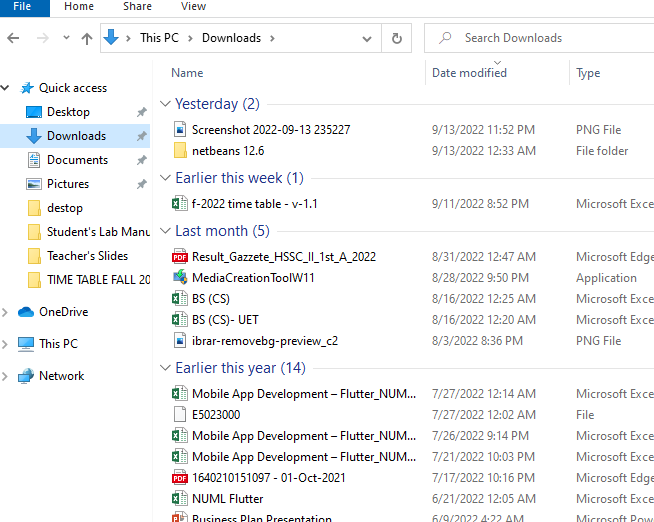 File Home Share View
This PC Downloads Search Downloads
Name Date modified Type
Quick access
Desktop
Downloads
Documents
Pictures
destop
Student's Lab Manu
Teacher's Slides
TIME TABLE FALL 20
OneDrive
This PC
Network
Yesterday (2)
Screenshot 2022-09-13 235227 9/13/2022 11:52 PM PNG File
netbeans 12.6 9/13/2022 12:33 AM File folder
Earlier this week (1)
f-2022 time table - v-1.1 9/11/2022 8:52 PM Microsoft Exce
Last month (5)
PDF Result_Gazzete_HSSC_II_1st_A_2022 8/31/2022 12:47 AM Microsoft Edge
MediaCreationToolW11 8/28/2022 9:50 PM Application
BS (CS) 8/16/2022 12:25 AM Microsoft Exce
BS (CS)- UET 8/16/2022 12:20 AM Microsoft Exce
ibrar-removebg-preview_c2 8/3/2022 8:36 PM PNG File
Earlier this year (14)
Mobile App Development – Flutter_NUM... 7/27/2022 12:14 AM Microsoft Exce
E5023000 7/27/2022 12:02 AM File
Mobile App Development – Flutter_NUM... 7/26/2022 9:14 PM Microsoft Exce
Mobile App Development – Flutter_NUM... 7/21/2022 10:03 PM Microsoft Exce
PDF 1640210151097 - 01-Oct-2021 7/17/2022 10:16 PM Microsoft Edge
NUML Flutter 6/21/2022 12:05 AM Microsoft Exce
Business Plan Presentation 6/9/2022 4:22 AM Microsoft Powe